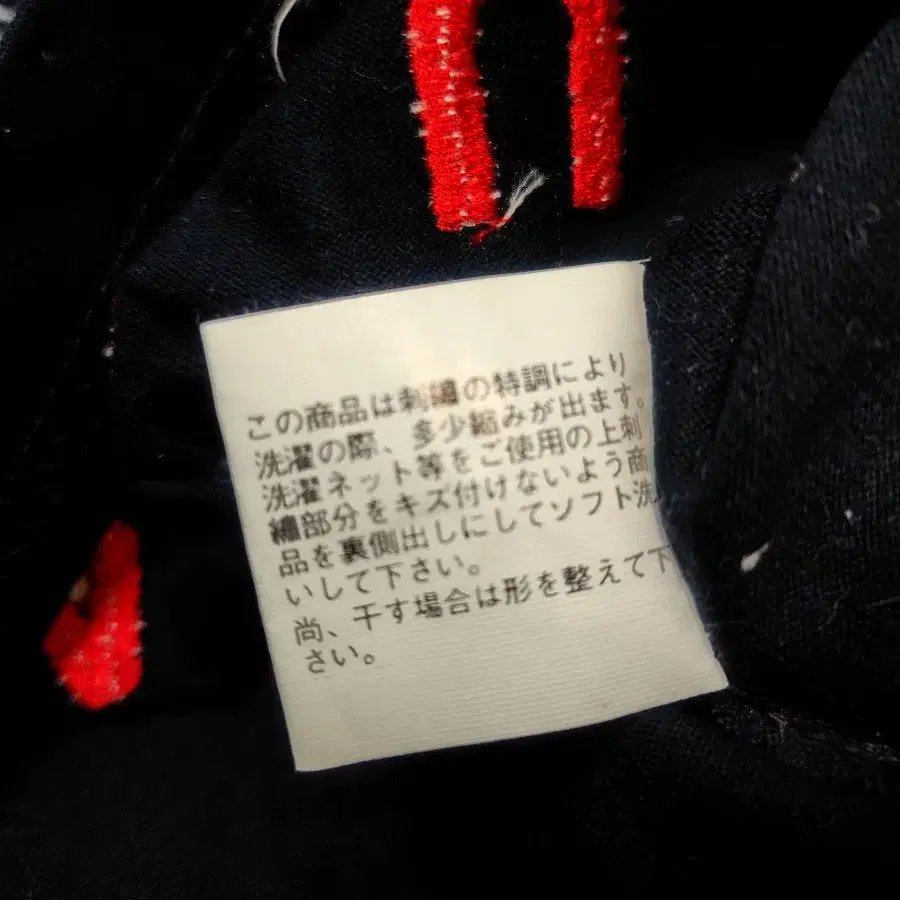 この商品は刺繍の特調により
洗濯の際、多少縮みが出ます。
洗濯ネット等をご使用の上刺
繍部分をキズ付けないよう商
品を裏側出しにしてソフト洗
いして下さい。
尚、干す場合は形を整えて下
さい。